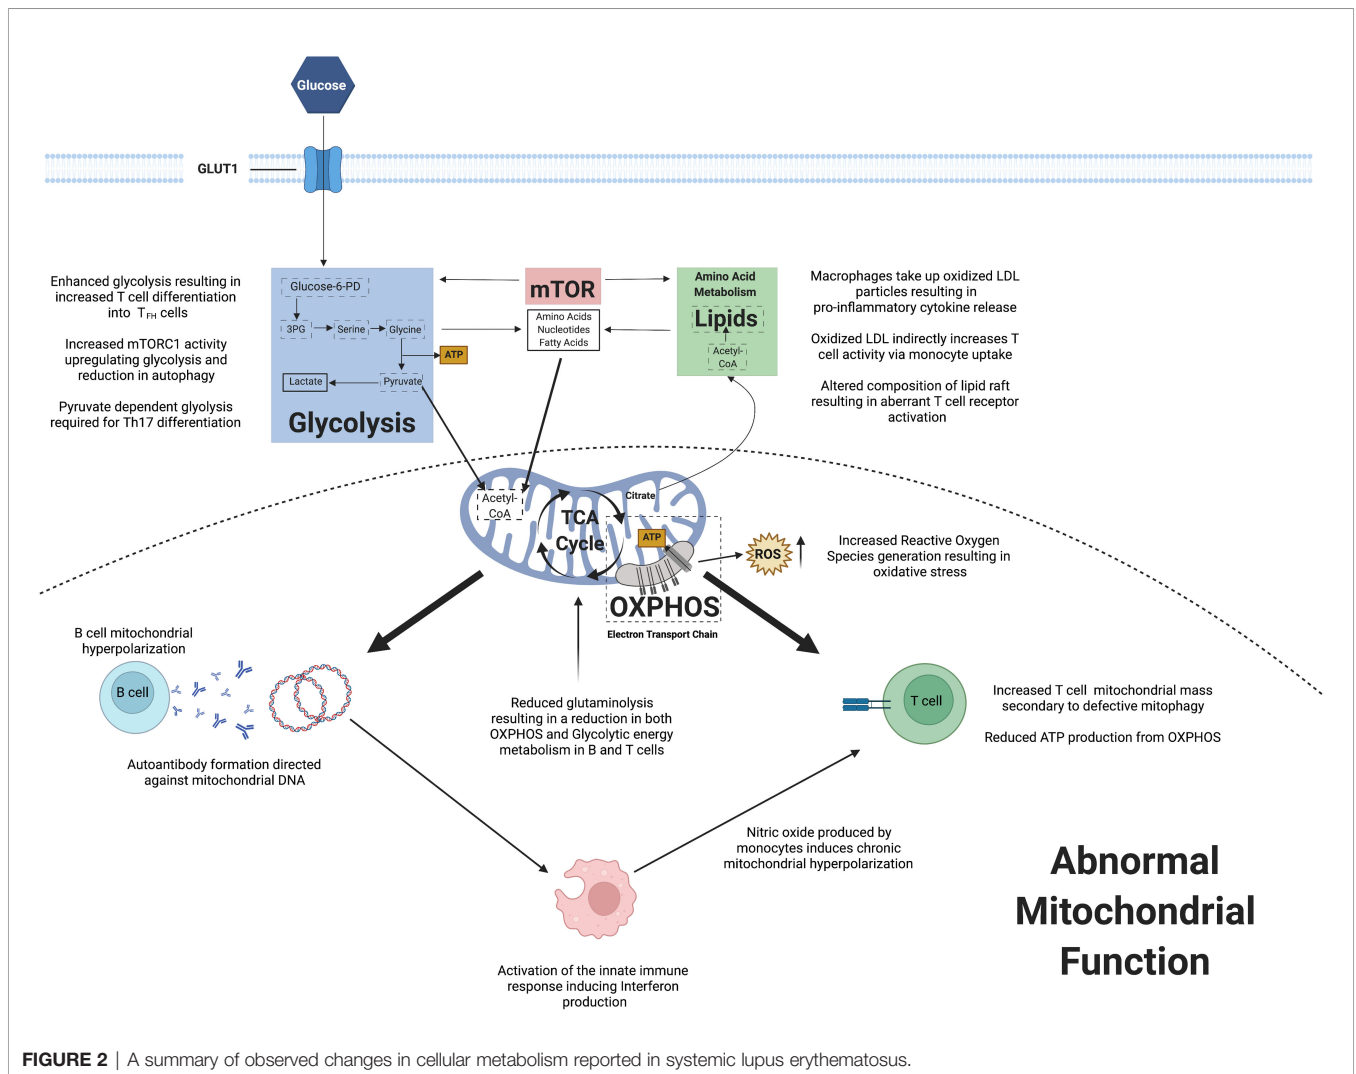 Glucose
GLUT1
Enhanced glycolysis resulting in
increased T cell differentiation
into TFH cells
Increased mTORC1 activity
upregulating glycolysis and
reduction in autophagy
Pyruvate dependent glyolysis
required for Th17 differentiation
Glucose-6-PD
3PG
Serine
Glycine
ATP
Lactate
Pyruvate
Glycolysis
mTOR
Amino Acids
Nucleotides
Fatty Acids
Amino Acid
Metabolism
Lipids
Acetyl-
CoA
Macrophages take up oxidized LDL
particles resulting in
pro-inflammatory cytokine release
Oxidized LDL indirectly increases T
cell activity via monocyte uptake
Altered composition of lipid raft
resulting in aberrant T cell receptor
activation
Acetyl-
CoA
TCA
Cycle
Citrate
ATP
OXPHOS
Electron Transport Chain
ROS
Increased Reactive Oxygen
Species generation resulting in
oxidative stress
B cell mitochondrial
hyperpolarization
B cell
Autoantibody formation directed
against mitochondrial DNA
Reduced glutaminolysis
resulting in a reduction in both
OXPHOS and Glycolytic energy
metabolism in B and T cells
T cell
Increased T cell mitochondrial mass
secondary to defective mitophagy
Reduced ATP production from OXPHOS
Nitric oxide produced by
monocytes induces chronic
mitochondrial hyperpolarization
Activation of the innate immune
response inducing Interferon
production
Abnormal
Mitochondrial
Function
FIGURE 2 | A summary of observed changes in cellular metabolism reported in systemic lupus erythematosus.